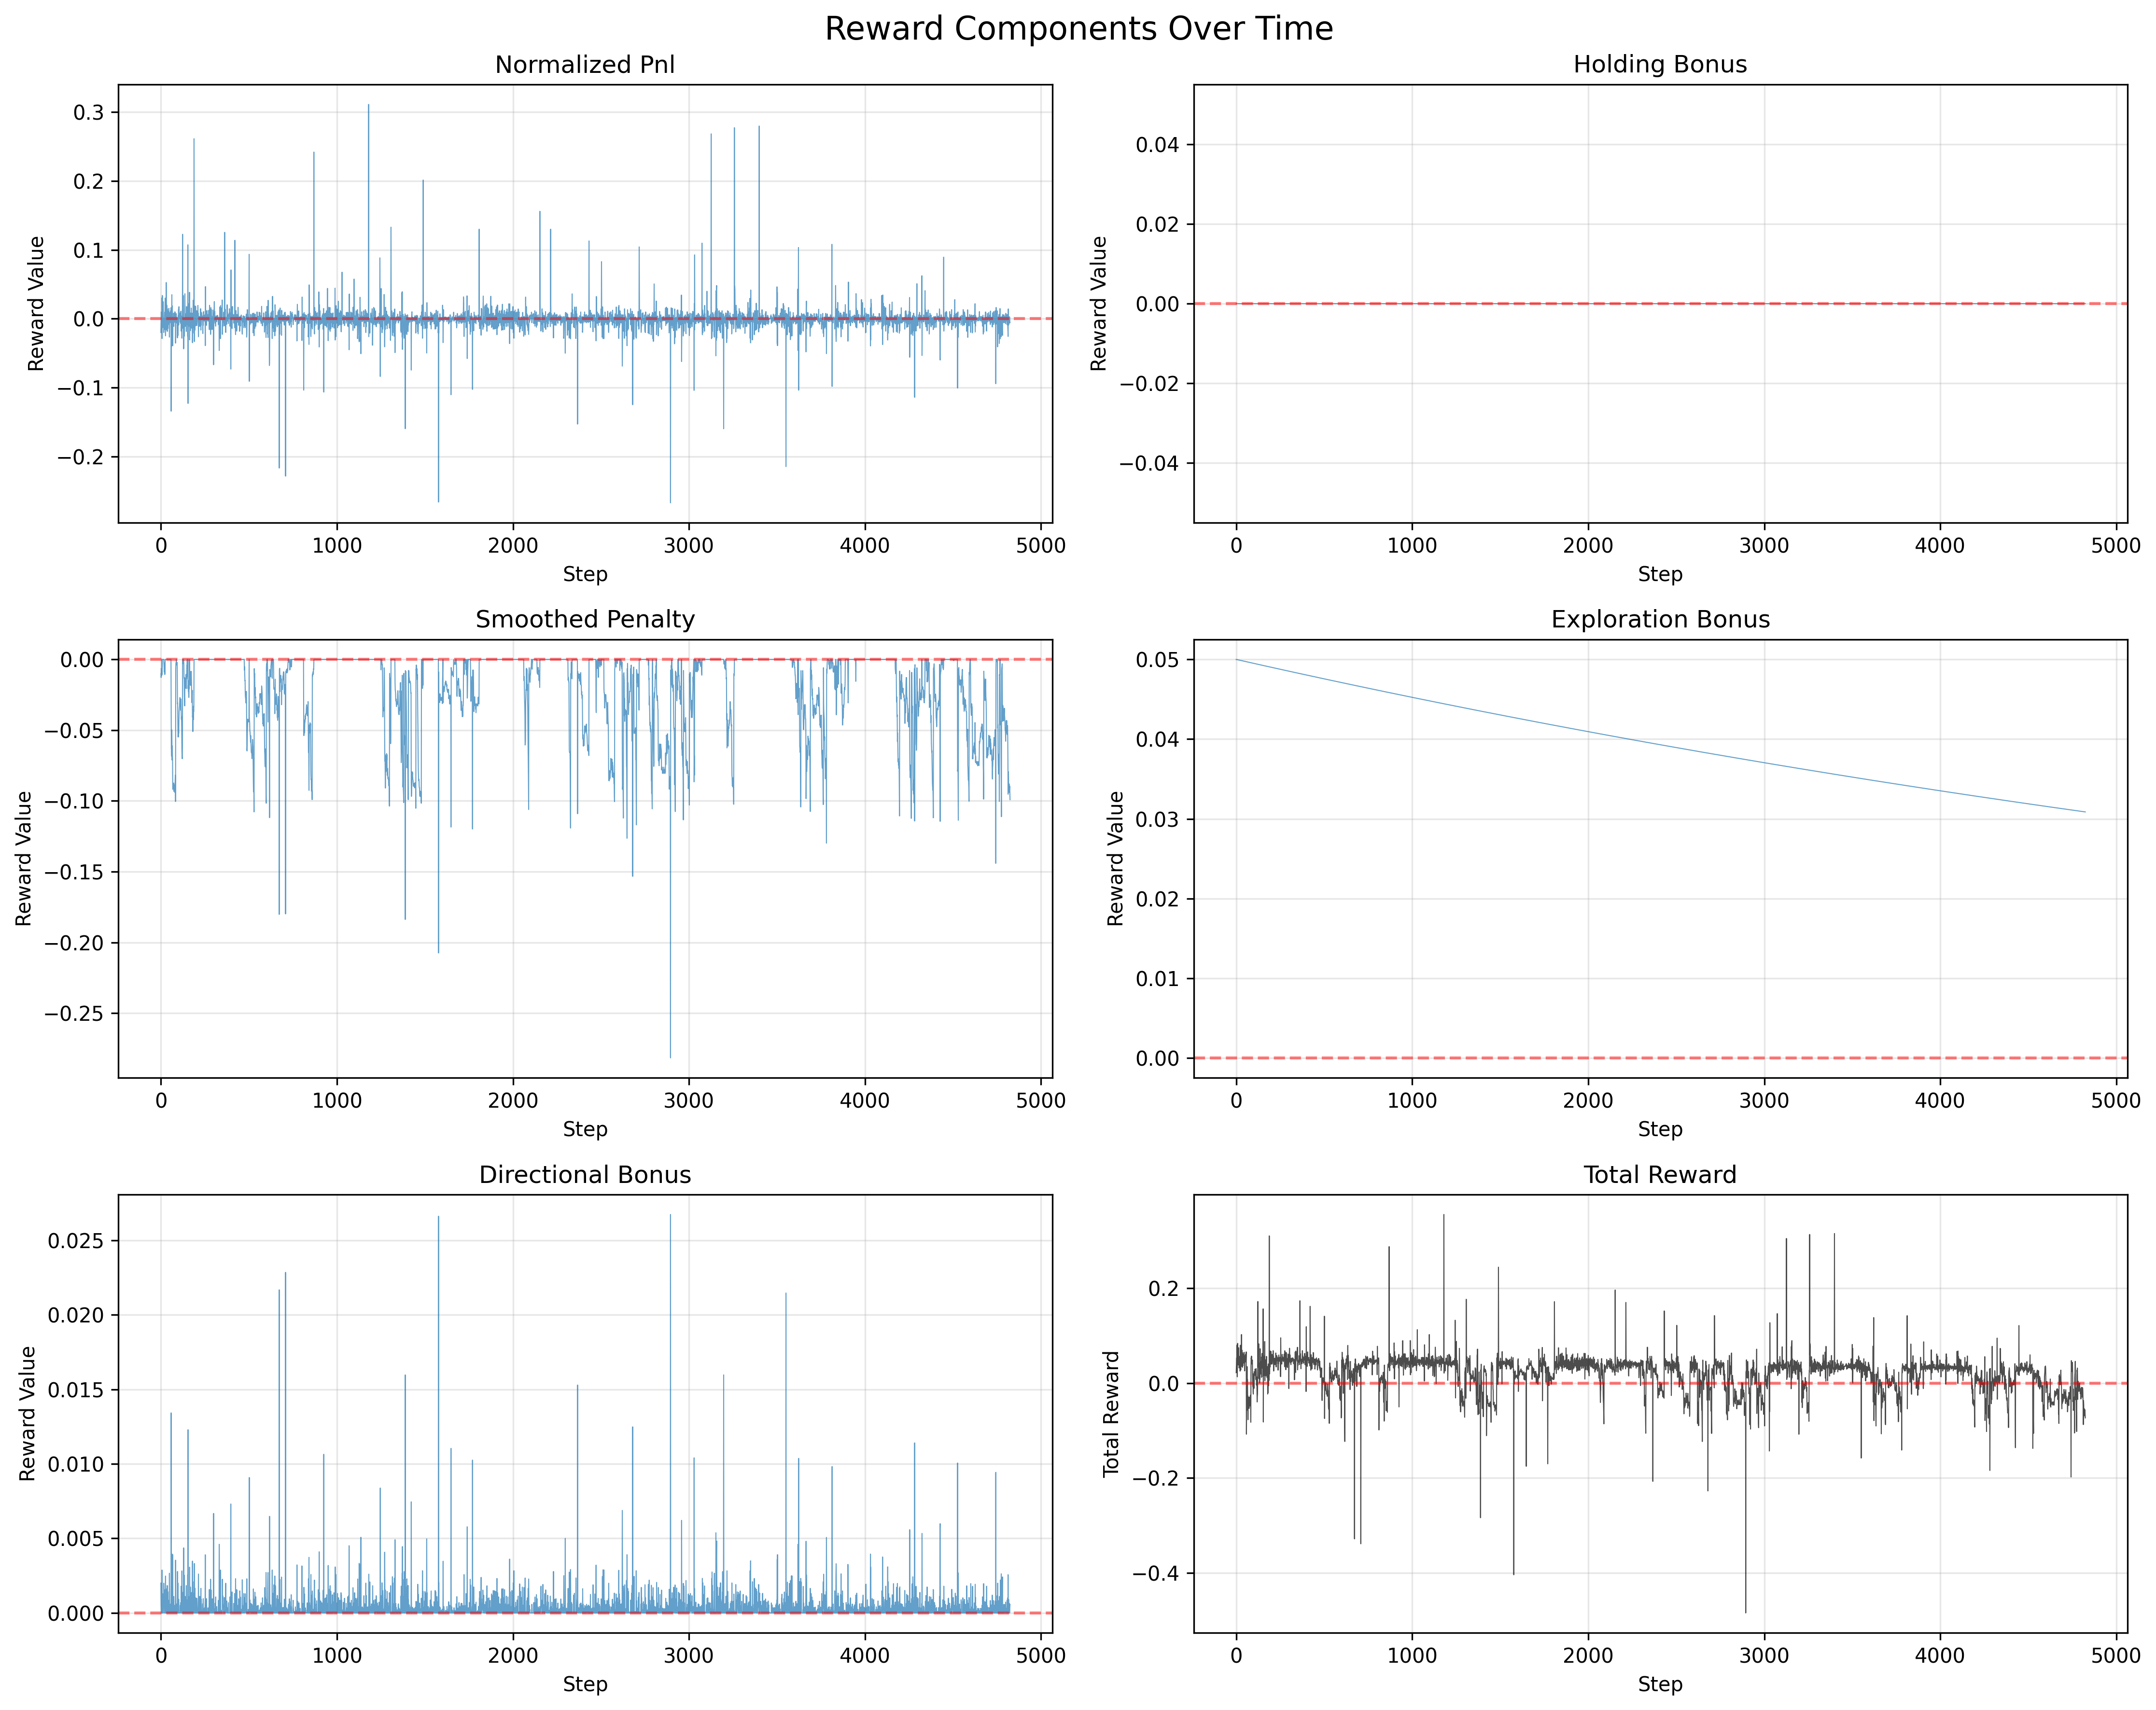 Reward Components Over Time
Normalized Pnl
Reward Value
0.3
0.2
0.1
0.0
−0.1
−0.2
0 1000 2000 3000 4000 5000
Step
Holding Bonus
Reward Value
0.04
0.02
0.00
−0.02
−0.04
0 1000 2000 3000 4000 5000
Step
Smoothed Penalty
Reward Value
0.00
−0.05
−0.10
−0.15
−0.20
−0.25
0 1000 2000 3000 4000 5000
Step
Exploration Bonus
Reward Value
0.05
0.04
0.03
0.02
0.01
0.00
0 1000 2000 3000 4000 5000
Step
Directional Bonus
Reward Value
0.025
0.020
0.015
0.010
0.005
0.000
0 1000 2000 3000 4000 5000
Step
Total Reward
Total Reward
0.2
0.0
−0.2
−0.4
0 1000 2000 3000 4000 5000
Step